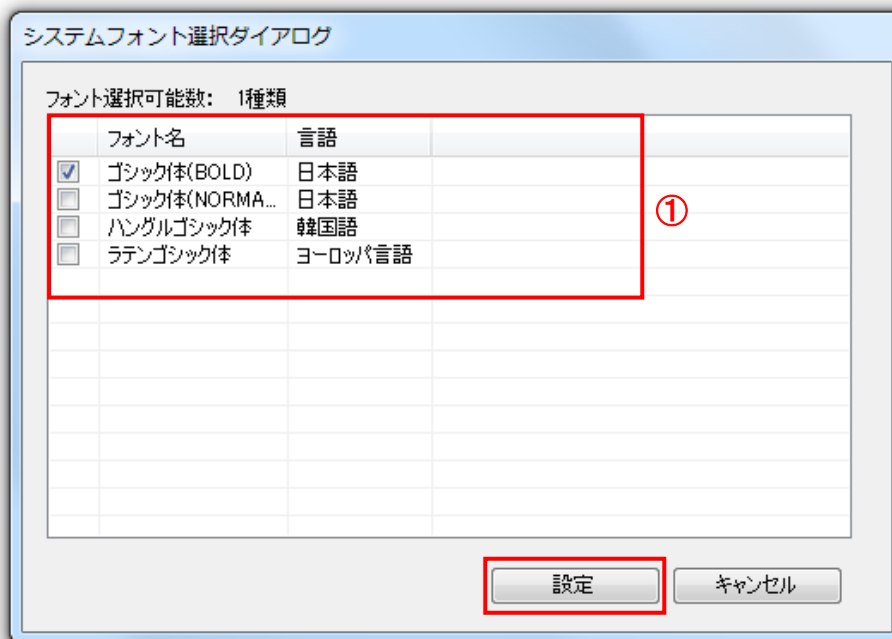 システムフォント選択ダイアログ
フォント選択可能数： 1種類
フォント名 言語
ゴシック体(BOLD) 日本語
ゴシック体(NORMA... 日本語
ハングルゴシック体 韓国語
ラテンゴシック体 ヨーロッパ言語
①
設定 キャンセル